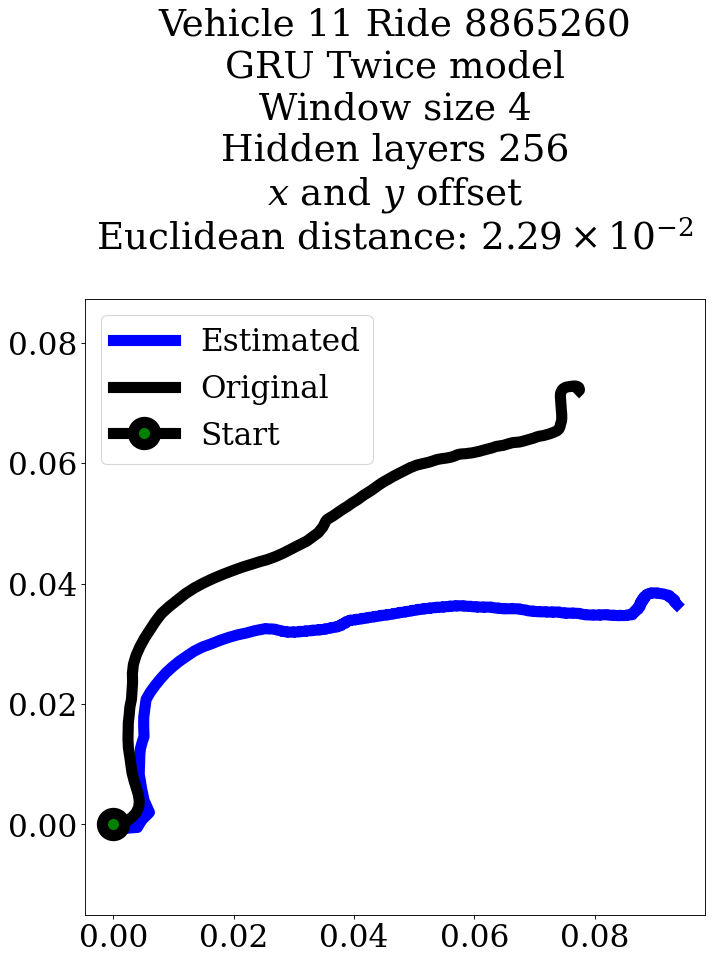 Vehicle 11 Ride 8865260
GRU Twice model
Window size 4
Hidden layers 256
x and y offset
Euclidean distance: 2.29 × 10⁻²
Estimated
Original
Start
0.08
0.06
0.04
0.02
0.00
0.00 0.02 0.04 0.06 0.08